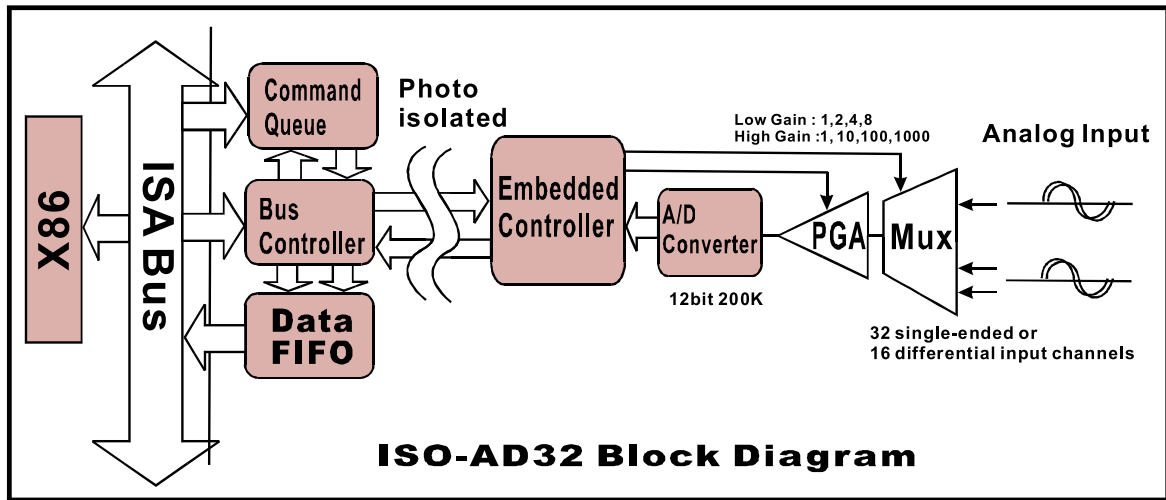 X86
ISA Bus
Command
Queue
Bus
Controller
Data
FIFO
Photo
isolated
Embedded
Controller
A/D
Converter
12bit 200K
PGA
Mux
Low Gain : 1,2,4,8
High Gain :1, 10,100,1000
Analog Input
32 single-ended or
16 differential input channels
ISO-AD32 Block Diagram